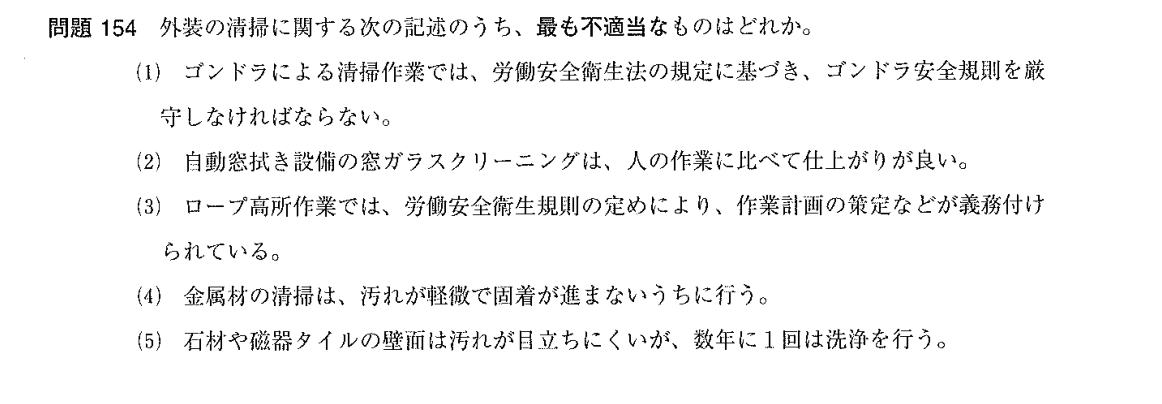 問題 154　外装の清掃に関する次の記述のうち、最も不適当なものはどれか。
(1)　ゴンドラによる清掃作業では、労働安全衛生法の規定に基づき、ゴンドラ安全規則を厳
守しなければならない。
(2)　自動窓拭き設備の窓ガラスクリーニングは、人の作業に比べて仕上がりが良い。
(3)　ロープ高所作業では、労働安全衛生規則の定めにより、作業計画の策定などが義務付け
られている。
(4)　金属材の清掃は、汚れが軽微で固着が進まないうちに行う。
(5)　石材や磁器タイルの壁面は汚れが目立ちにくいが、数年に1回は洗浄を行う。